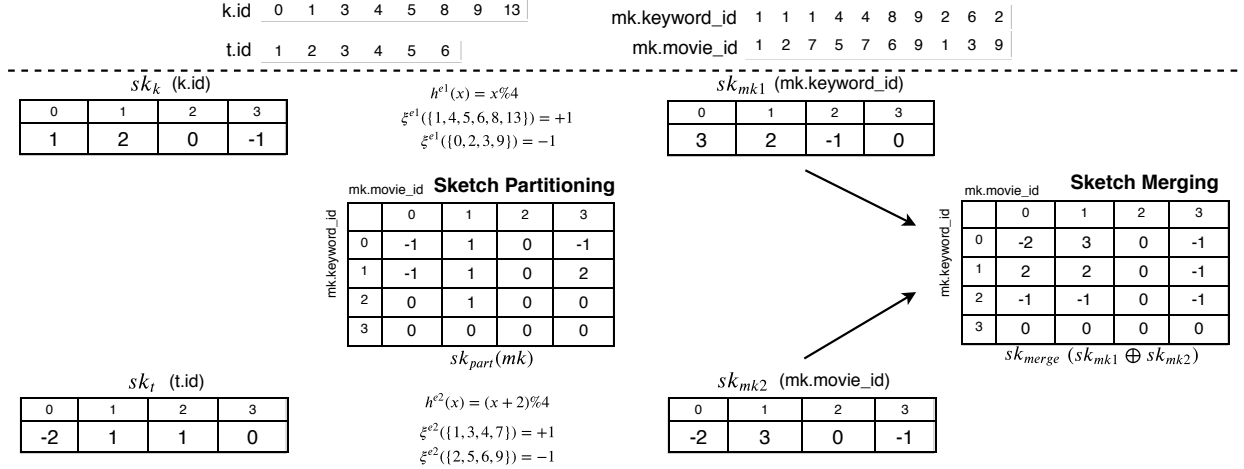 k.id 0 1 3 4 5 8 9 13
mk.keyword_id 1 1 1 4 4 8 9 2 6 2
t.id 1 2 3 4 5 6
mk.movie_id 1 2 7 5 7 6 9 1 3 9
sk_k (k.id)
0 1 2 3
1 2 0 -1
h^{e1}(x) = x%4
ξ^{e1}({1,4,5,6,8,13}) = +1
ξ^{e1}({0,2,3,9}) = −1
sk_{mk1} (mk.keyword_id)
0 1 2 3
3 2 -1 0
mk.movie_id Sketch Partitioning
mk.keyword_id
0 1 2 3
0 -1 1 0 -1
1 -1 1 0 2
2 0 1 0 0
3 0 0 0 0
sk_{part}(mk)
Sketch Merging
mk.movie_id
mk.keyword_id
0 1 2 3
0 -2 3 0 -1
1 2 2 0 -1
2 -1 -1 0 -1
3 0 0 0 0
sk_{merge} (sk_{mk1} ⊕ sk_{mk2})
sk_t (t.id)
0 1 2 3
-2 1 1 0
h^{e2}(x) = (x + 2)%4
ξ^{e2}({1,3,4,7}) = +1
ξ^{e2}({2,5,6,9}) = −1
sk_{mk2} (mk.movie_id)
0 1 2 3
-2 3 0 -1